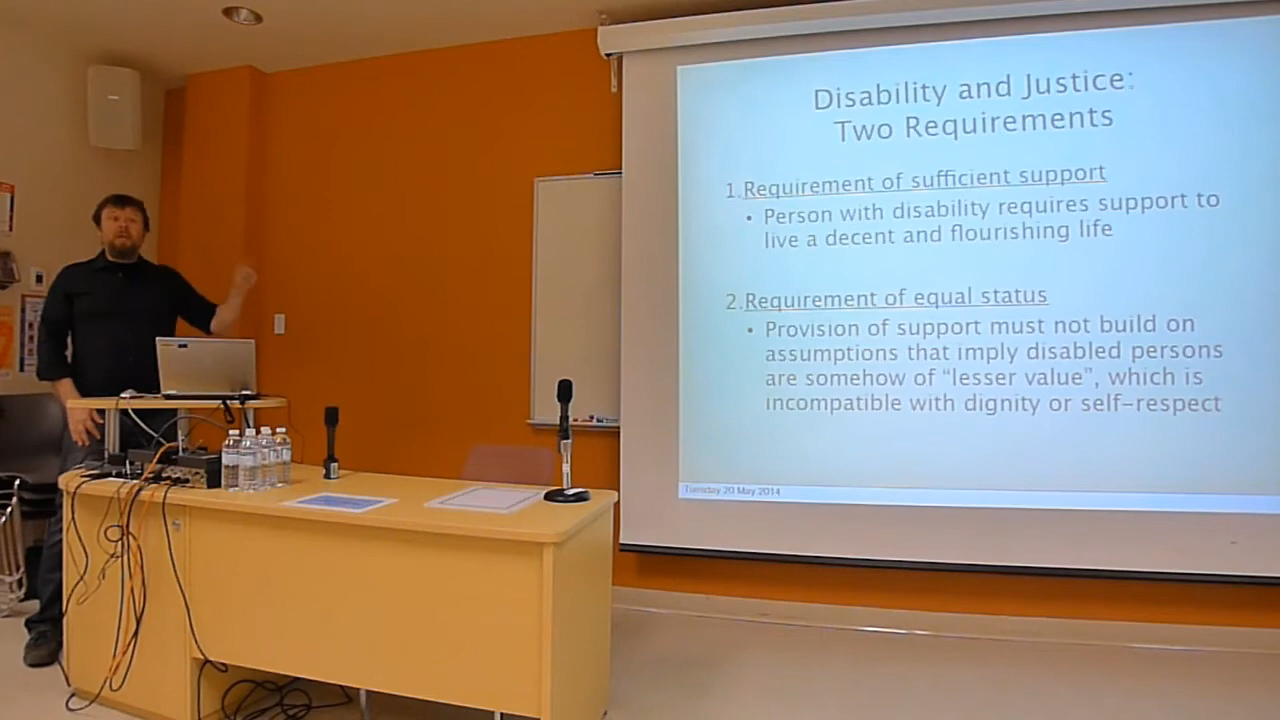 Disability and Justice:
Two Requirements
1. Requirement of sufficient support
• Person with disability requires support to
live a decent and flourishing life
2. Requirement of equal status
• Provision of support must not build on
assumptions that imply disabled persons
are somehow of “lesser value”, which is
incompatible with dignity or self-respect
Tuesday 20 May 2014